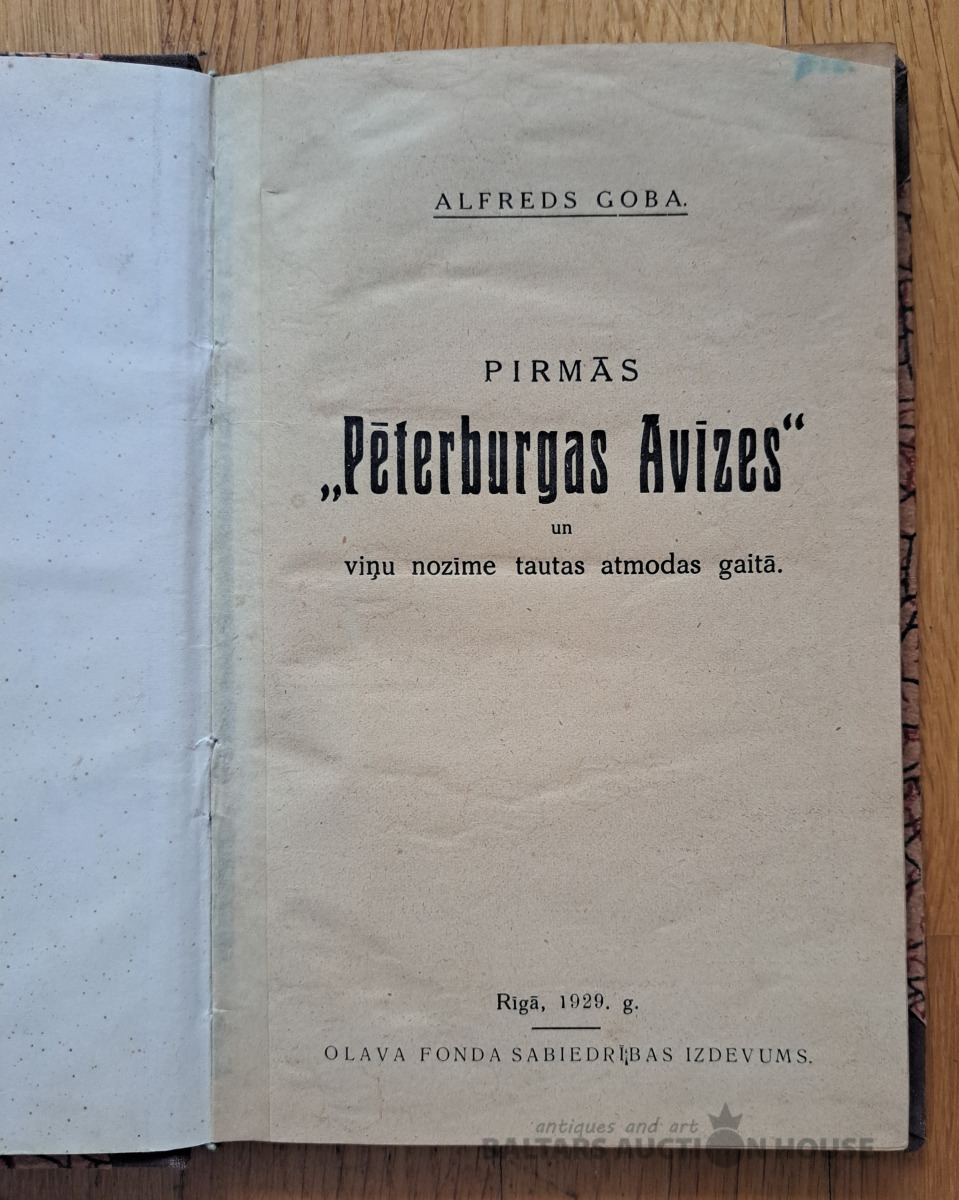 ALFREDS GOBA.
PIRMĀS
„Pēterburgas Avīzes“
un
viņu nozīme tautas atmodas gaitā.
Rīgā, 1929. g.
OLAVA FONDA SABIEDRĪBAS IZDEVUMS.
antiques and art
BALTARS AUCTION HOUSE